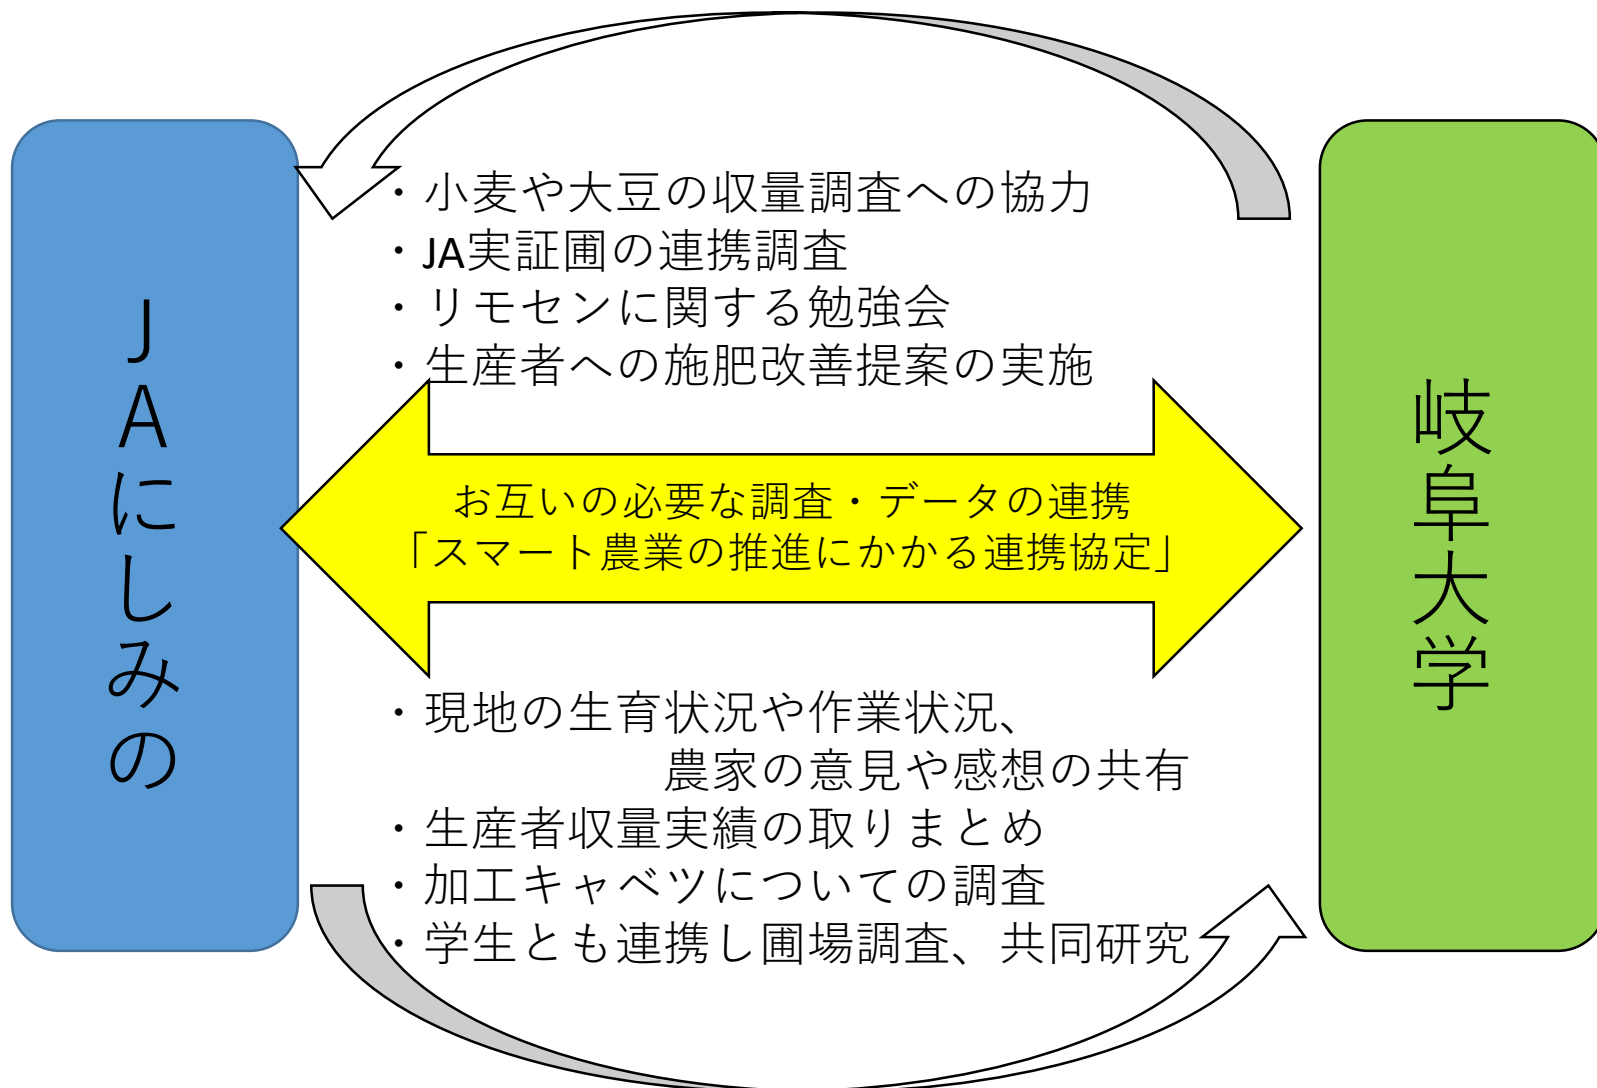 JAにしみの
・小麦や大豆の収量調査への協力
・JA実証圃の連携調査
・リモセンに関する勉強会
・生産者への施肥改善提案の実施
お互いの必要な調査・データの連携
「スマート農業の推進にかかる連携協定」
・現地の生育状況や作業状況、
農家の意見や感想の共有
・生産者収量実績の取りまとめ
・加工キャベツについての調査
・学生とも連携し圃場調査、共同研究
岐阜大学